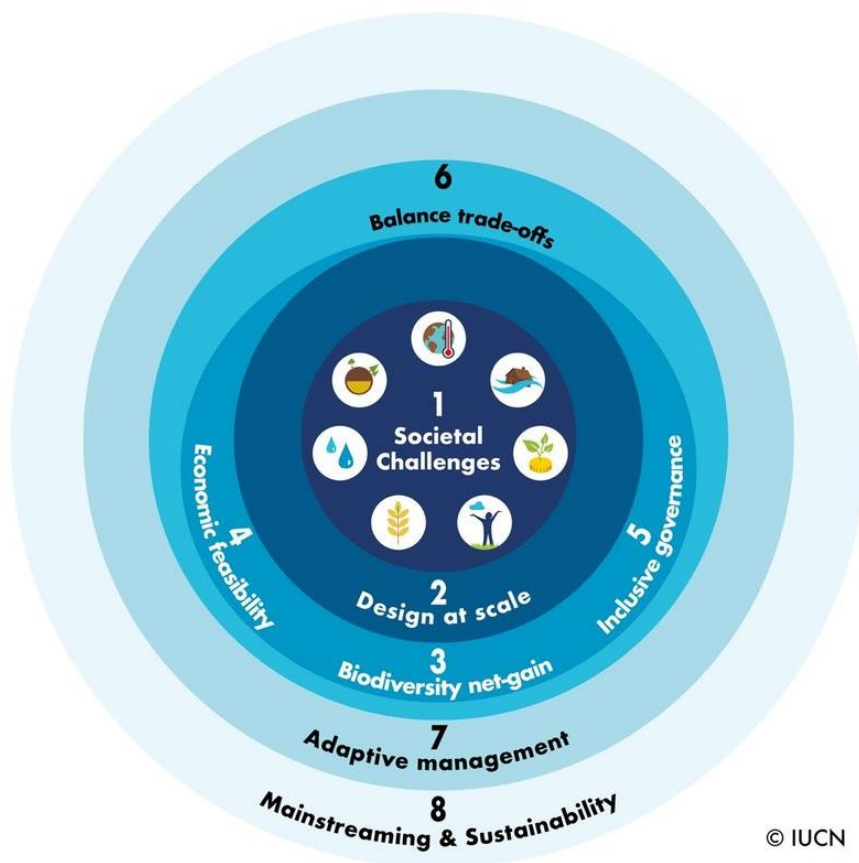 6
Balance trade-offs
1
Societal
Challenges
4
Economic feasibility
5
Inclusive governance
2
Design at scale
3
Biodiversity net-gain
7
Adaptive management
8
Mainstreaming & Sustainability
© IUCN